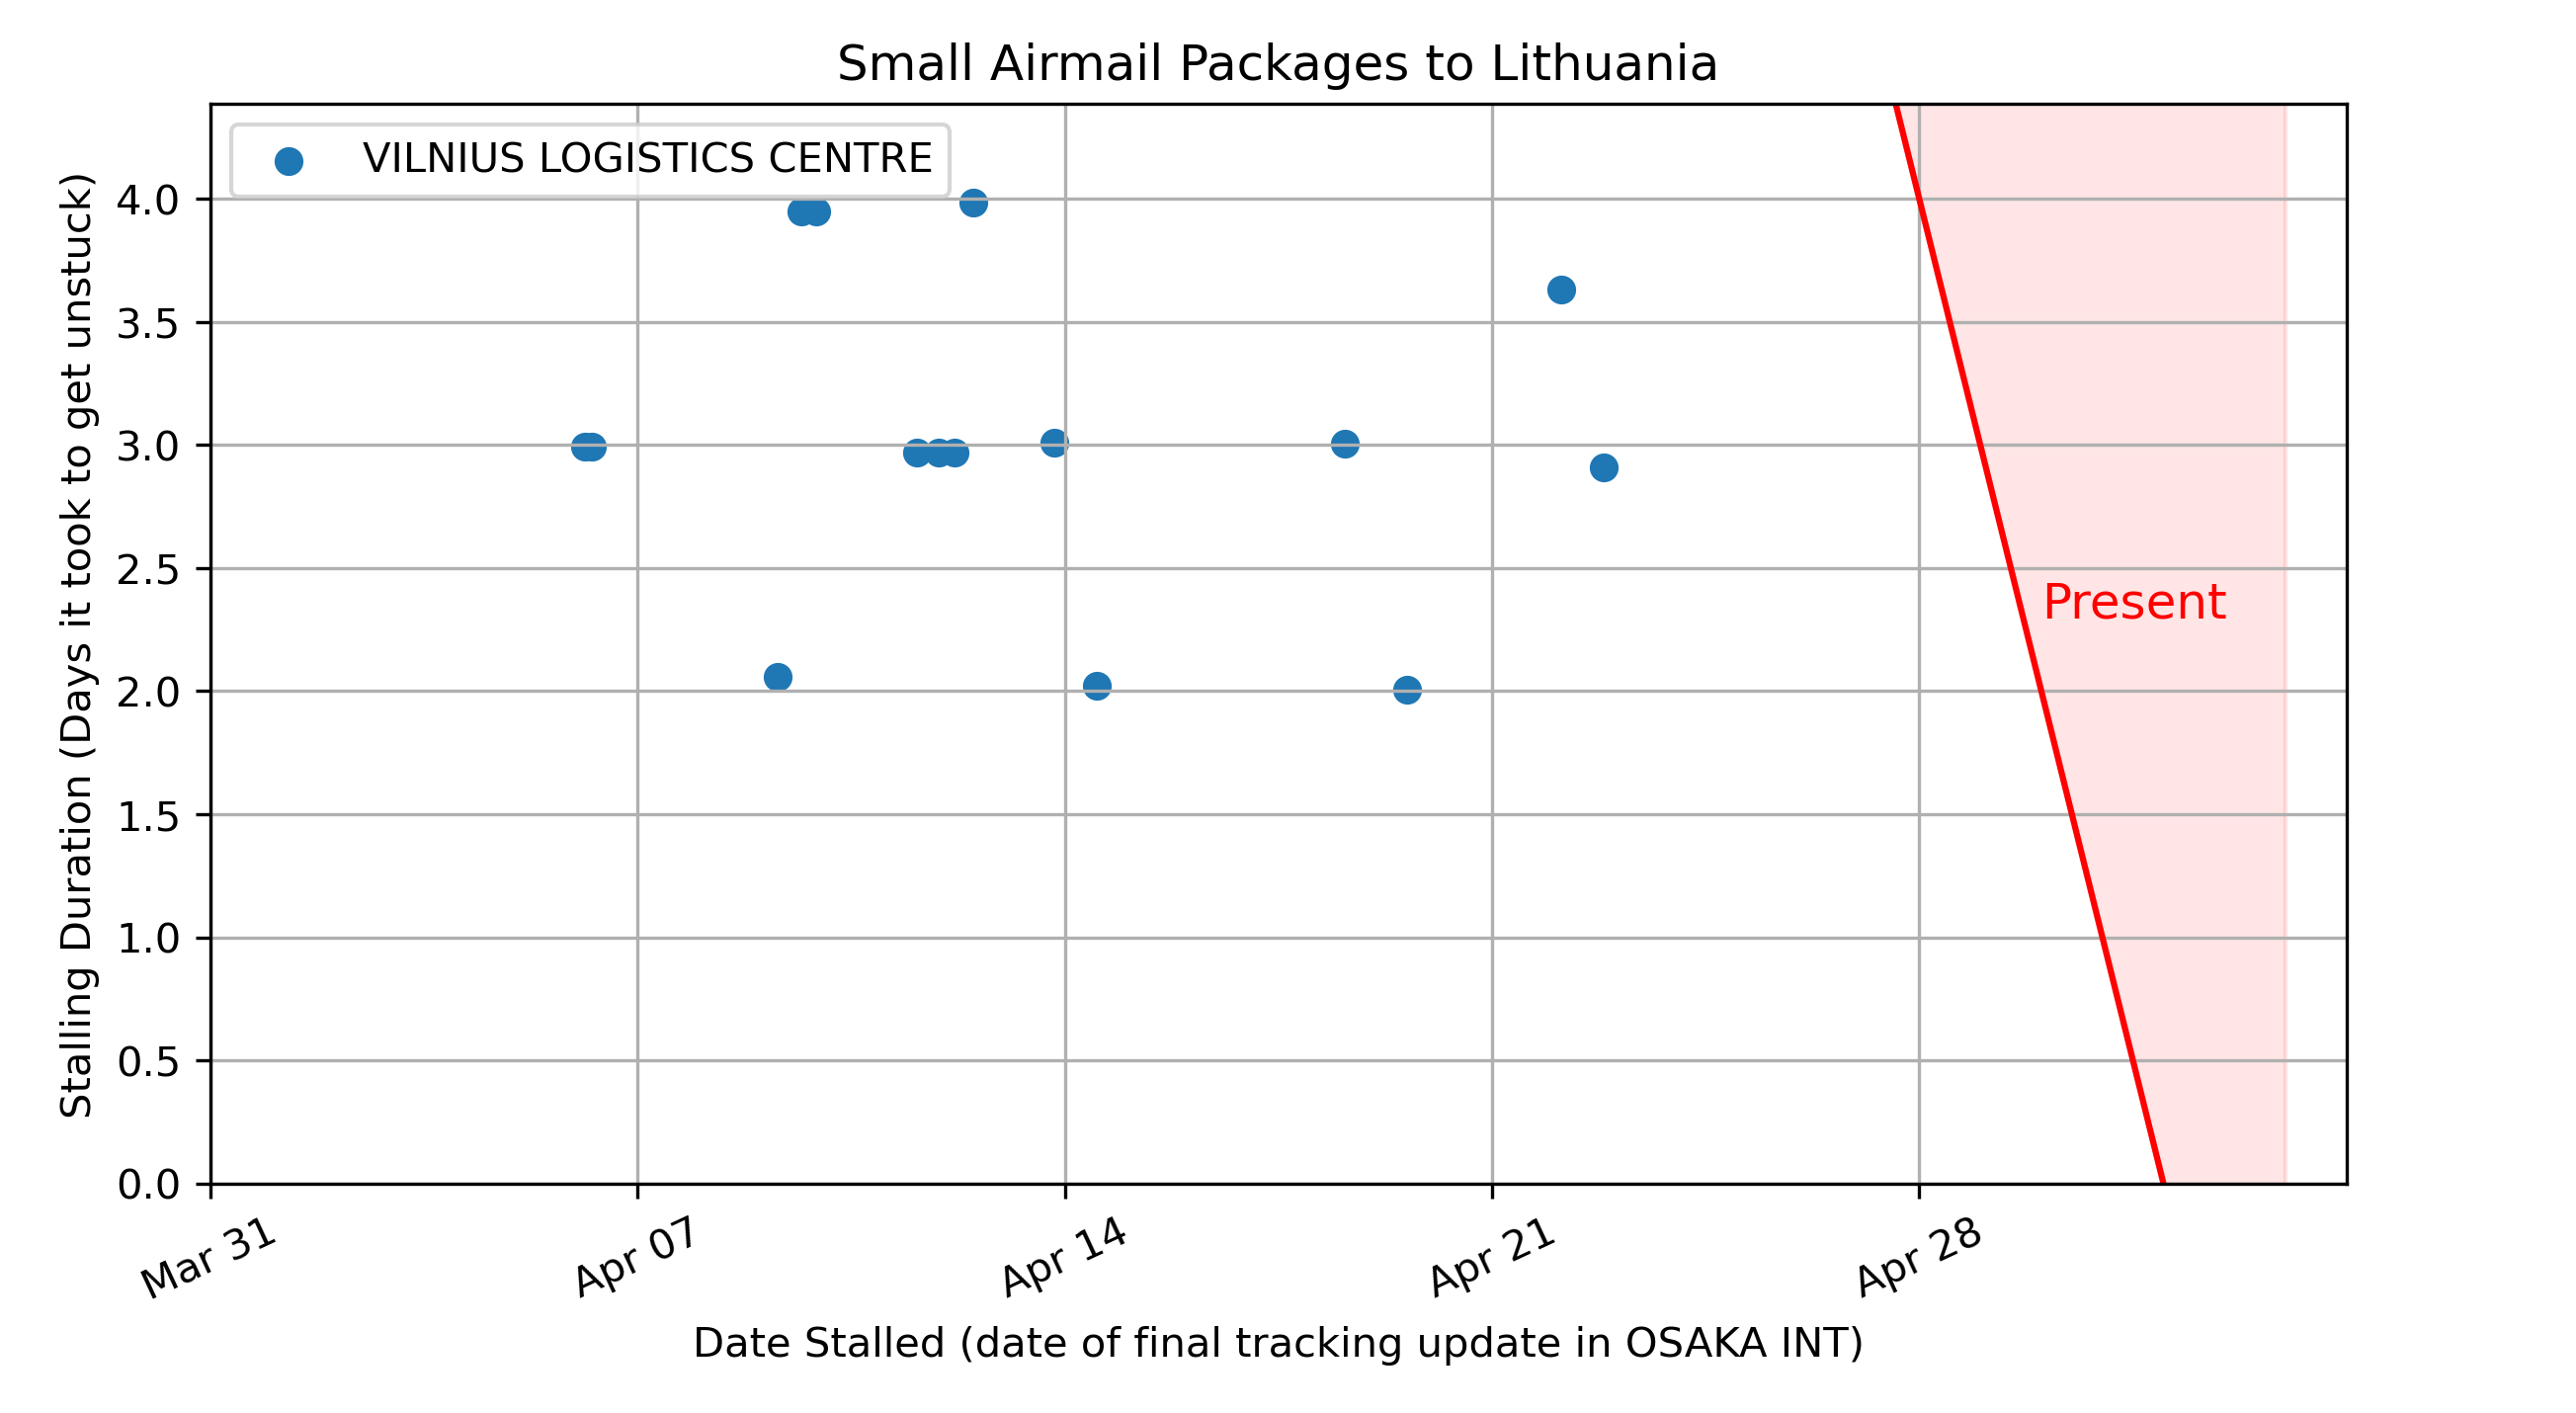 Small Airmail Packages to Lithuania
VILNIUS LOGISTICS CENTRE
Stalling Duration (Days it took to get unstuck)
4.0
3.5
3.0
2.5
2.0
1.5
1.0
0.5
0.0
Present
Mar 31
Apr 07
Apr 14
Apr 21
Apr 28
Date Stalled (date of final tracking update in OSAKA INT)